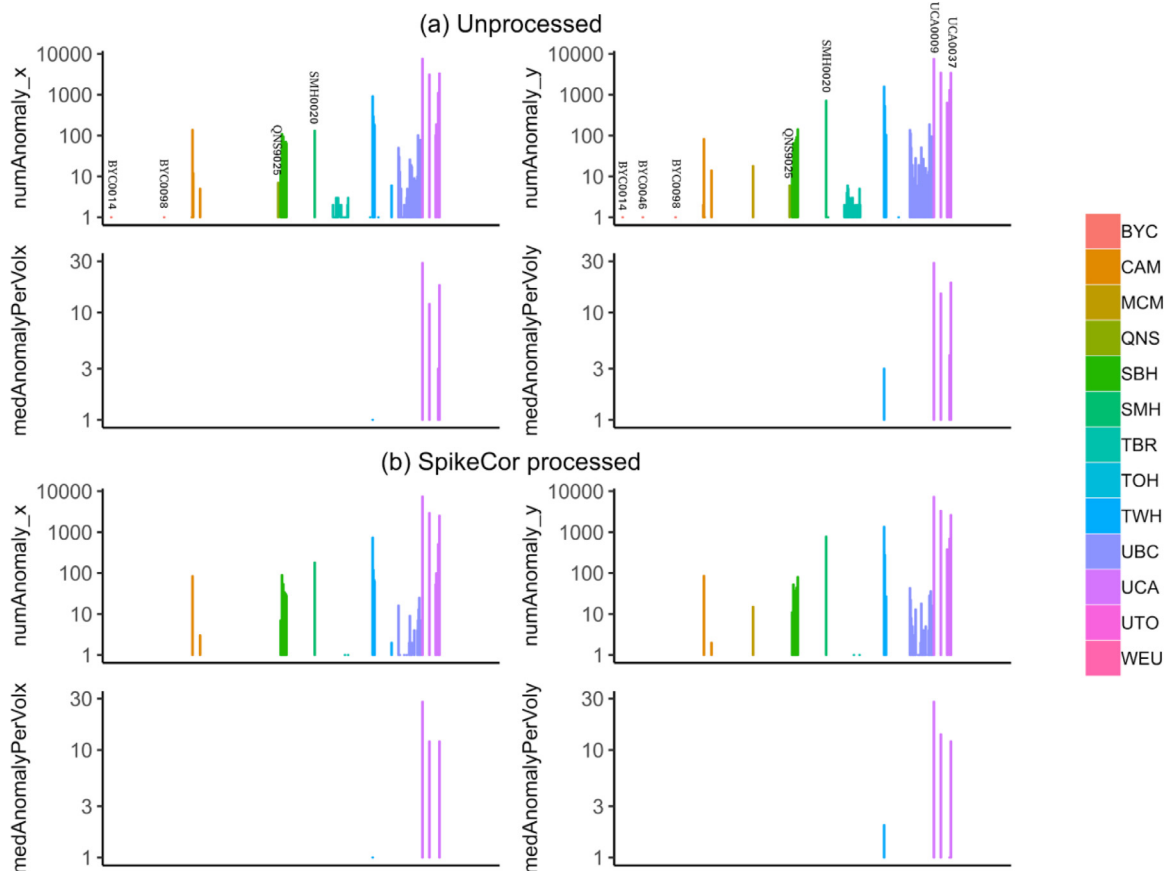 (a) Unprocessed
numAnomaly_x
10000
1000
100
10
1
BYC0014
BYC0098
QNS9025
SMH0020
numAnomaly_y
10000
1000
100
10
1
BYC0014
BYC0046
BYC0098
QNS9025
SMH0020
UCA0009
UCA0037
medAnomalyPerVolx
30
10
3
1
medAnomalyPerVoly
30
10
3
1
(b) SpikeCor processed
numAnomaly_x
10000
1000
100
10
1
numAnomaly_y
10000
1000
100
10
1
medAnomalyPerVolx
30
10
3
1
medAnomalyPerVoly
30
10
3
1
BYC
CAM
MCM
QNS
SBH
SMH
TBR
TOH
TWH
UBC
UCA
UTO
WEU